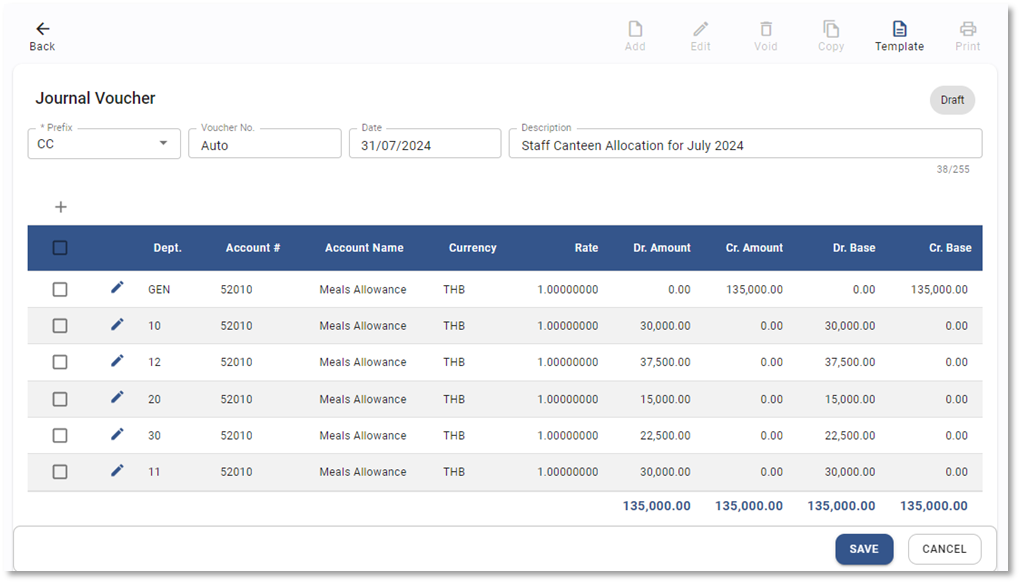 Back Add Edit Void Copy Template Print
Journal Voucher Draft
* Prefix Voucher No. Date Description
CC Auto 31/07/2024 Staff Canteen Allocation for July 2024
38/255
Dept. Account # Account Name Currency Rate Dr. Amount Cr. Amount Dr. Base Cr. Base
GEN 52010 Meals Allowance THB 1.00000000 0.00 135,000.00 0.00 135,000.00
10 52010 Meals Allowance THB 1.00000000 30,000.00 0.00 30,000.00 0.00
12 52010 Meals Allowance THB 1.00000000 37,500.00 0.00 37,500.00 0.00
20 52010 Meals Allowance THB 1.00000000 15,000.00 0.00 15,000.00 0.00
30 52010 Meals Allowance THB 1.00000000 22,500.00 0.00 22,500.00 0.00
11 52010 Meals Allowance THB 1.00000000 30,000.00 0.00 30,000.00 0.00
135,000.00 135,000.00 135,000.00 135,000.00
SAVE CANCEL